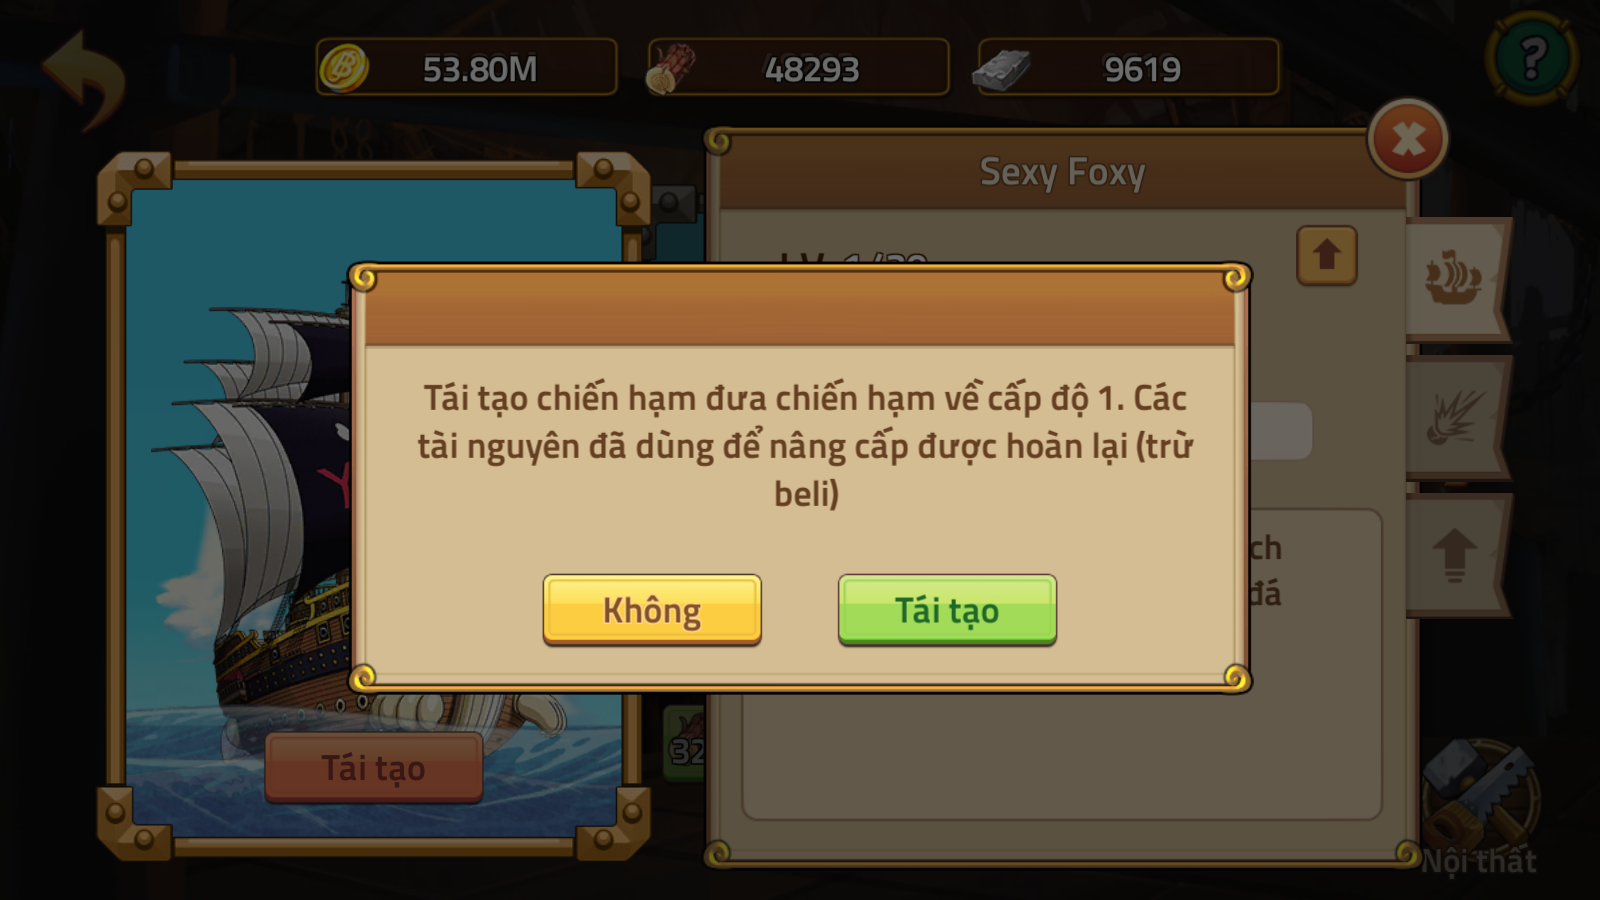 53.80M
48293
9619
Sexy Foxy
Tái tạo chiến hạm đưa chiến hạm về cấp độ 1. Các
tài nguyên đã dùng để nâng cấp được hoàn lại (trừ
beli)
ch
đá
Không
Tái tạo
32
Tái tạo
Nội thất